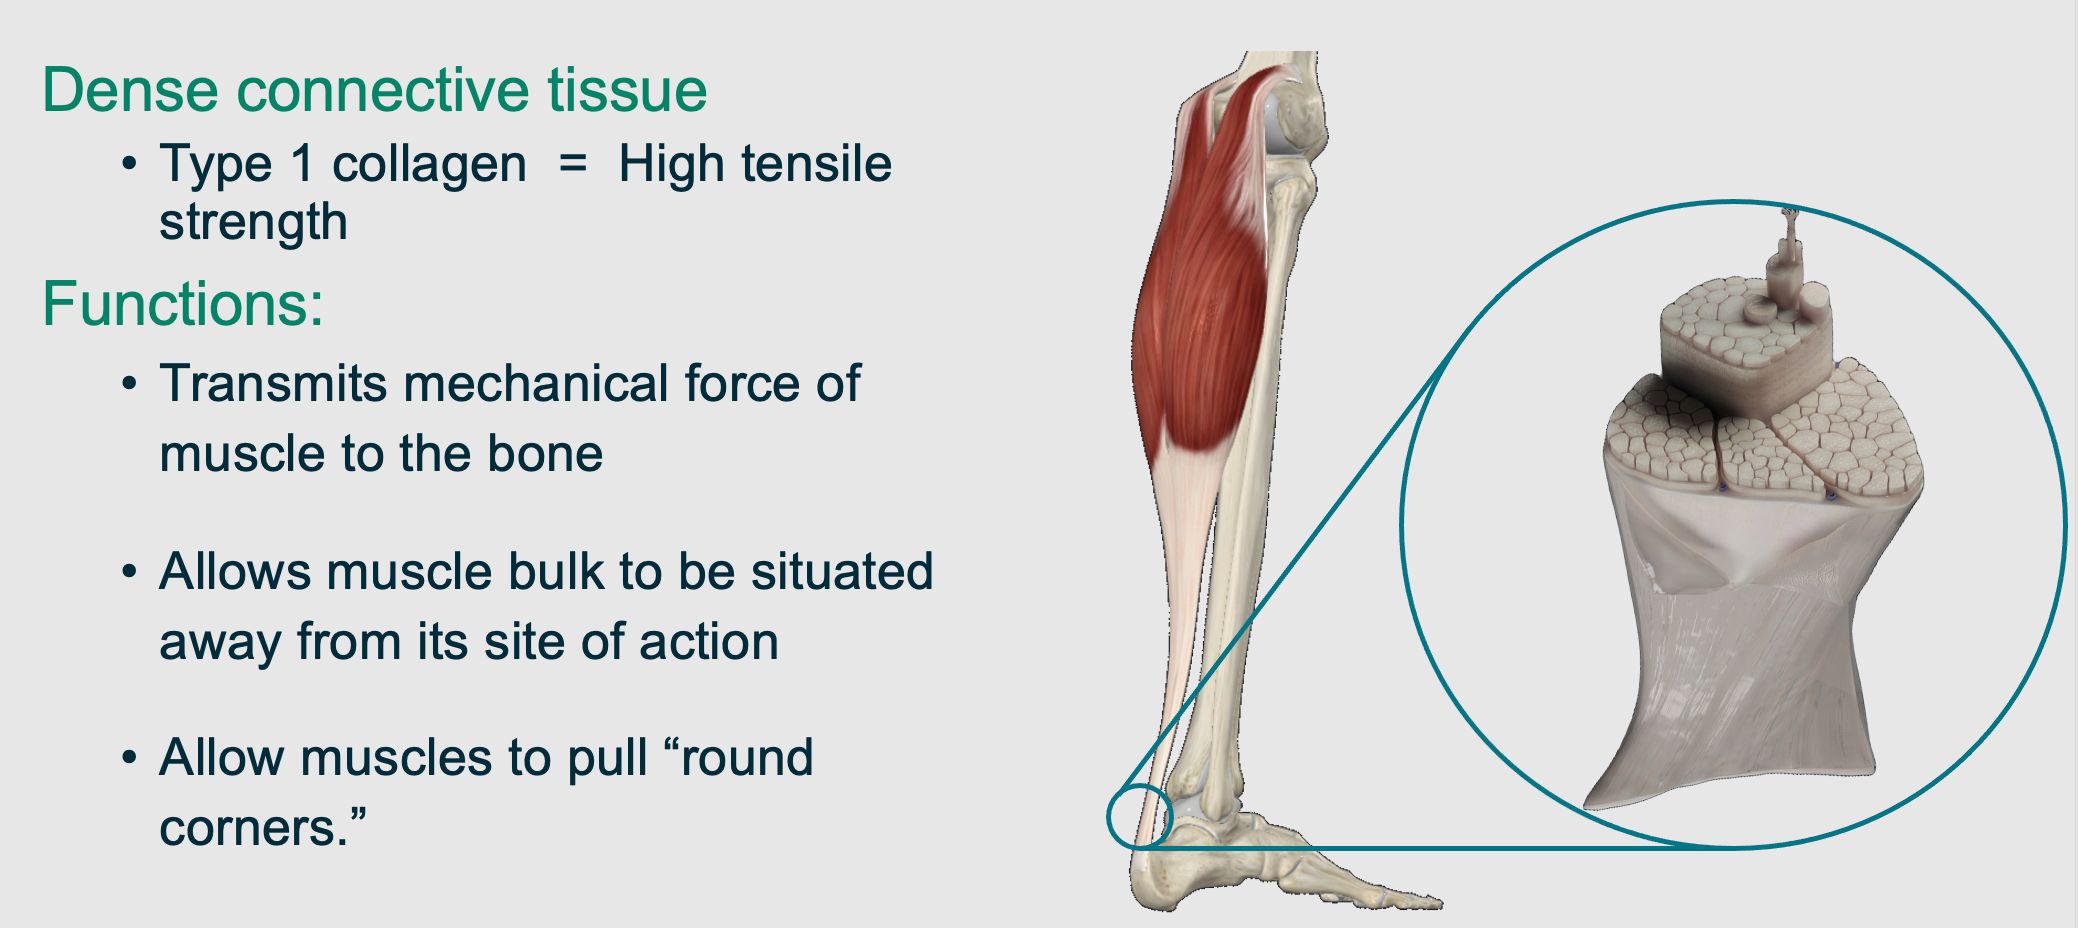 Dense connective tissue
• Type 1 collagen = High tensile
strength
Functions:
• Transmits mechanical force of
muscle to the bone
• Allows muscle bulk to be situated
away from its site of action
• Allow muscles to pull “round
corners.”